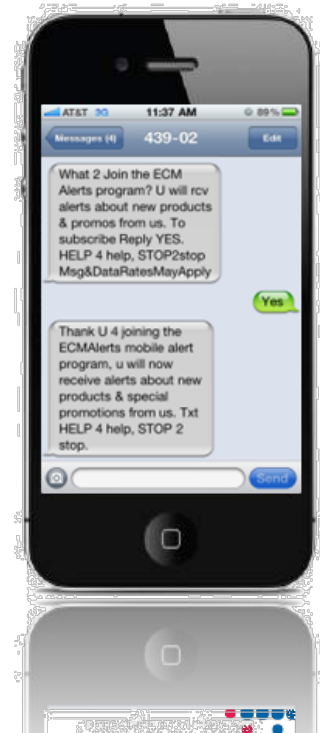 AT&T 3G 11:37 AM 89%
Messages (4) 439-02 Edit
What 2 Join the ECM
Alerts program? U will rcv
alerts about new products
& promos from us. To
subscribe Reply YES.
HELP 4 help, STOP2stop
Msg&DataRatesMayApply
Yes
Thank U 4 joining the
ECMAlerts mobile alert
program, u will now
receive alerts about new
products & special
promotions from us. Txt
HELP 4 help, STOP 2
stop.
Send